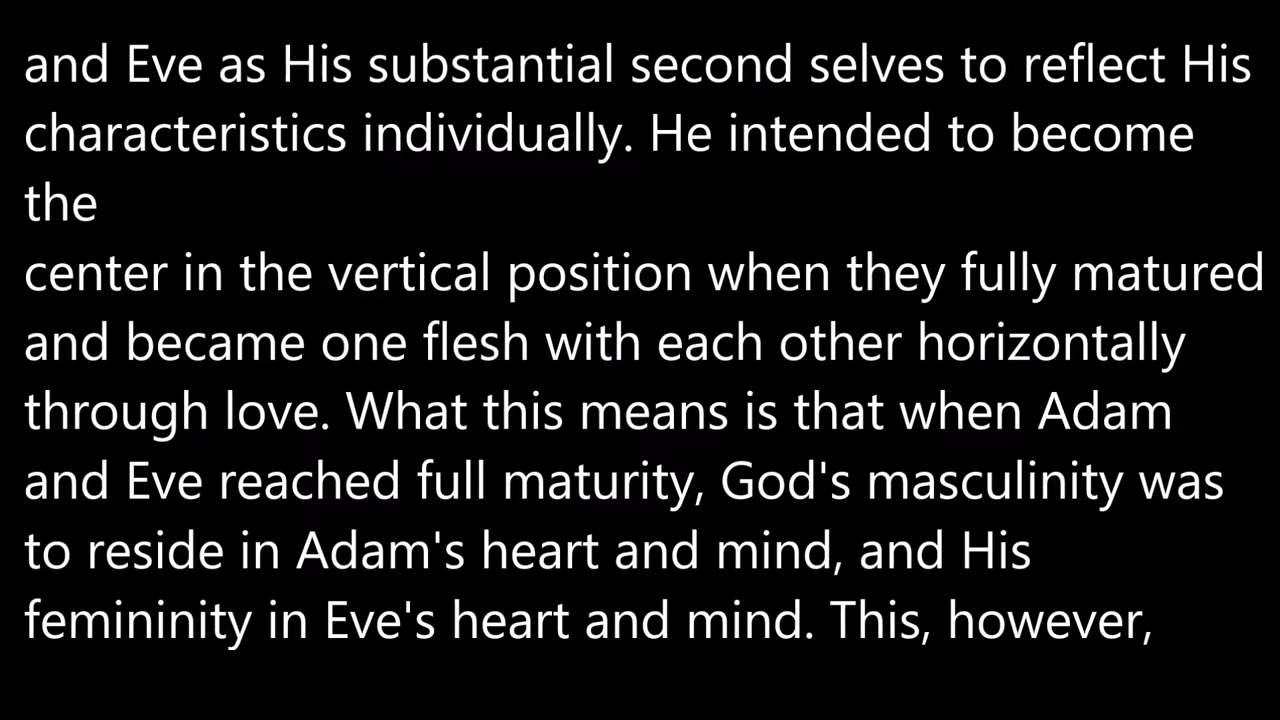 and Eve as His substantial second selves to reflect His
characteristics individually. He intended to become
the
center in the vertical position when they fully matured
and became one flesh with each other horizontally
through love. What this means is that when Adam
and Eve reached full maturity, God's masculinity was
to reside in Adam's heart and mind, and His
femininity in Eve's heart and mind. This, however,